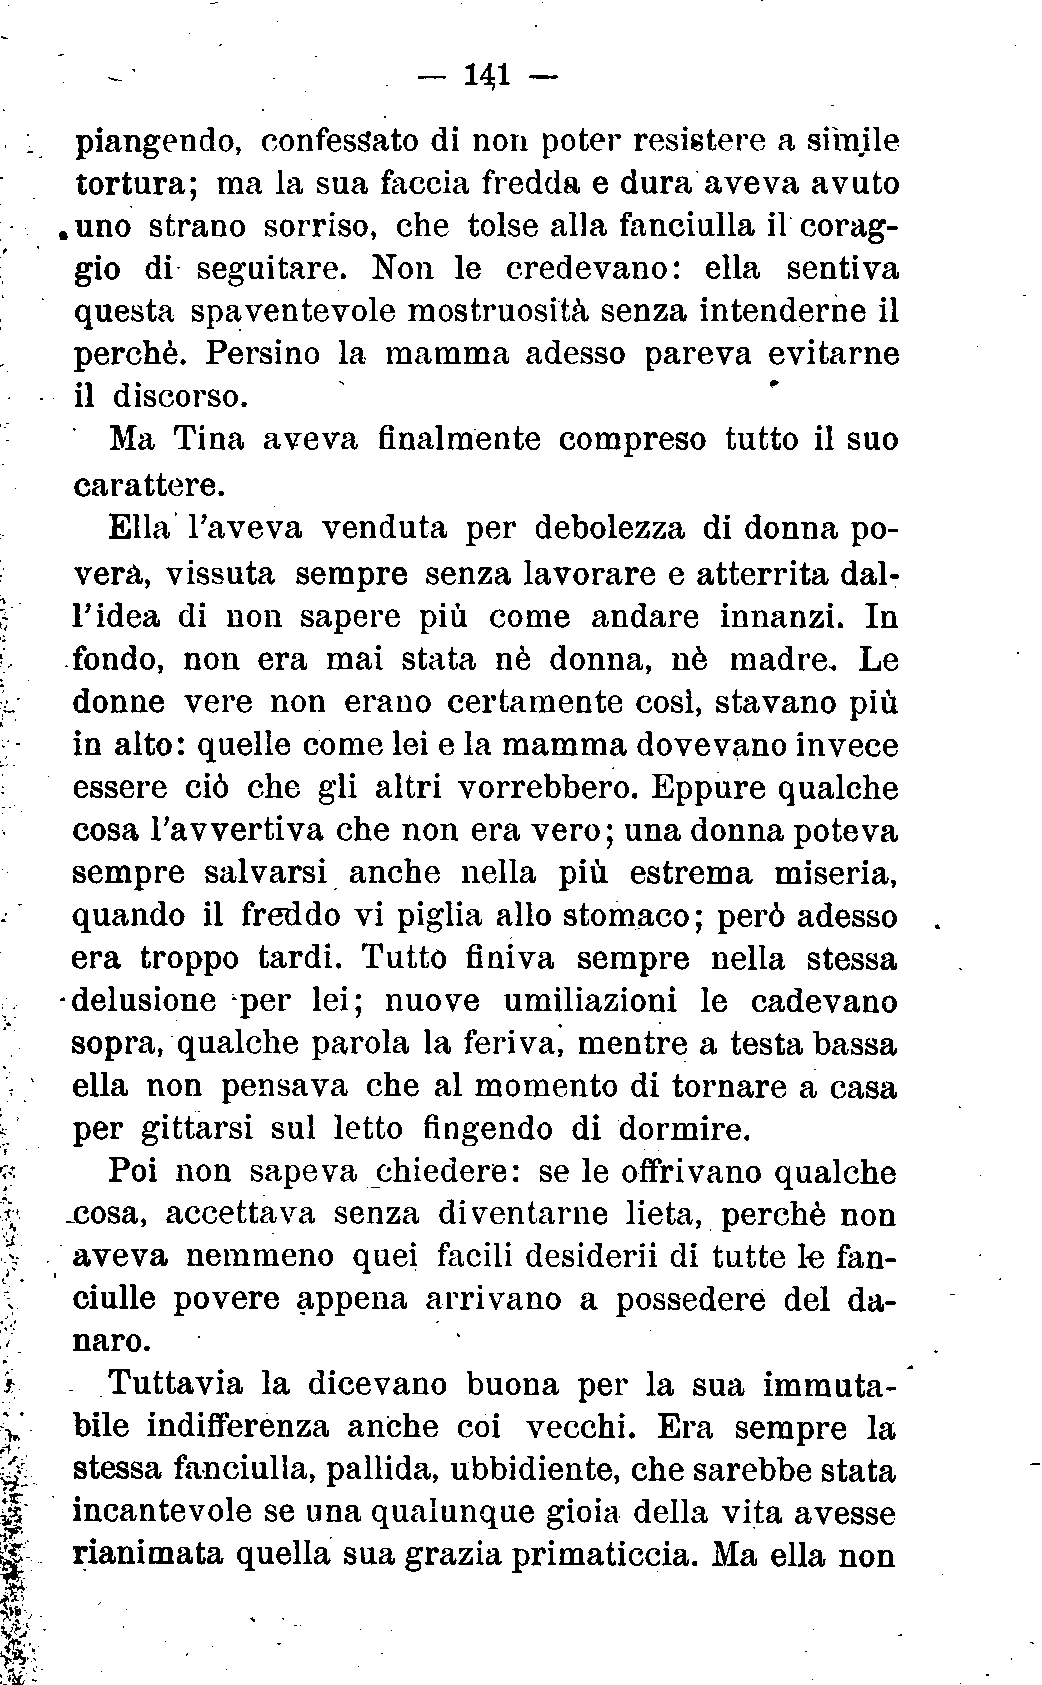 — 141 —
piangendo, confessato di non poter resistere a simile
tortura; ma la sua faccia fredda e dura aveva avuto
uno strano sorriso, che tolse alla fanciulla il corag-
gio di seguitare. Non le credevano: ella sentiva
questa spaventevole mostruosità senza intenderne il
perchè. Persino la mamma adesso pareva evitarne
il discorso.
Ma Tina aveva finalmente compreso tutto il suo
carattere.
Ella l'aveva venduta per debolezza di donna po-
vera, vissuta sempre senza lavorare e atterrita dal-
l'idea di non sapere più come andare innanzi. In
fondo, non era mai stata nè donna, nè madre. Le
donne vere non erano certamente così, stavano più
in alto: quelle come lei e la mamma dovevano invece
essere ciò che gli altri vorrebbero. Eppure qualche
cosa l'avvertiva che non era vero; una donna poteva
sempre salvarsi anche nella più estrema miseria,
quando il freddo vi piglia allo stomaco; però adesso
era troppo tardi. Tutto finiva sempre nella stessa
delusione per lei; nuove umiliazioni le cadevano
sopra, qualche parola la feriva, mentre a testa bassa
ella non pensava che al momento di tornare a casa
per gittarsi sul letto fingendo di dormire.
Poi non sapeva chiedere: se le offrivano qualche
cosa, accettava senza diventarne lieta, perchè non
aveva nemmeno quei facili desiderii di tutte le fan-
ciulle povere appena arrivano a possedere del da-
naro.
Tuttavia la dicevano buona per la sua immuta-
bile indifferenza anche coi vecchi. Era sempre la
stessa fanciulla, pallida, ubbidiente, che sarebbe stata
incantevole se una qualunque gioia della vita avesse
rianimata quella sua grazia primaticcia. Ma ella non